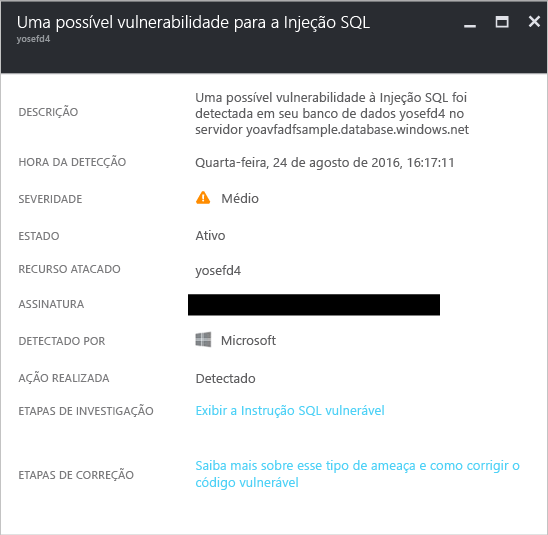 Uma possível vulnerabilidade para a Injeção SQL
yosefd4
DESCRIÇÃO
Uma possível vulnerabilidade à Injeção SQL foi
detectada em seu banco de dados yosefd4 no
servidor yoavfadfsample.database.windows.net
HORA DA DETECÇÃO
Quarta-feira, 24 de agosto de 2016, 16:17:11
SEVERIDADE
Médio
ESTADO
Ativo
RECURSO ATACADO
yosefd4
ASSINATURA
DETECTADO POR
Microsoft
AÇÃO REALIZADA
Detectado
ETAPAS DE INVESTIGAÇÃO
Exibir a Instrução SQL vulnerável
ETAPAS DE CORREÇÃO
Saiba mais sobre esse tipo de ameaça e como corrigir o
código vulnerável